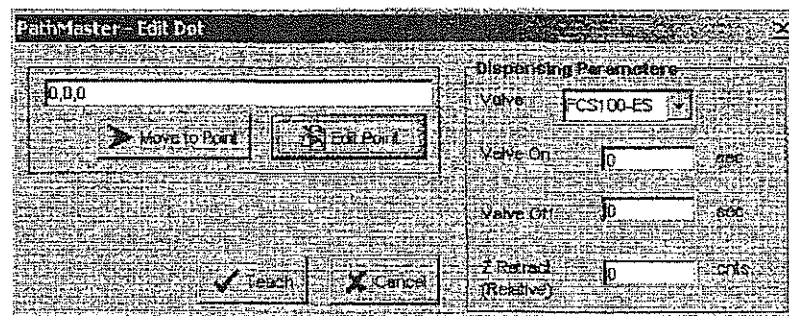 PathMaster - Edit Dot
0,0,0
Move to Point
Edit Point
Teach
Cancel
Dispensing Parameters
Valve
FCS100-ES
Valve On
0
sec
Valve Off
0
sec
Z Retract
(Relative)
0
cnts